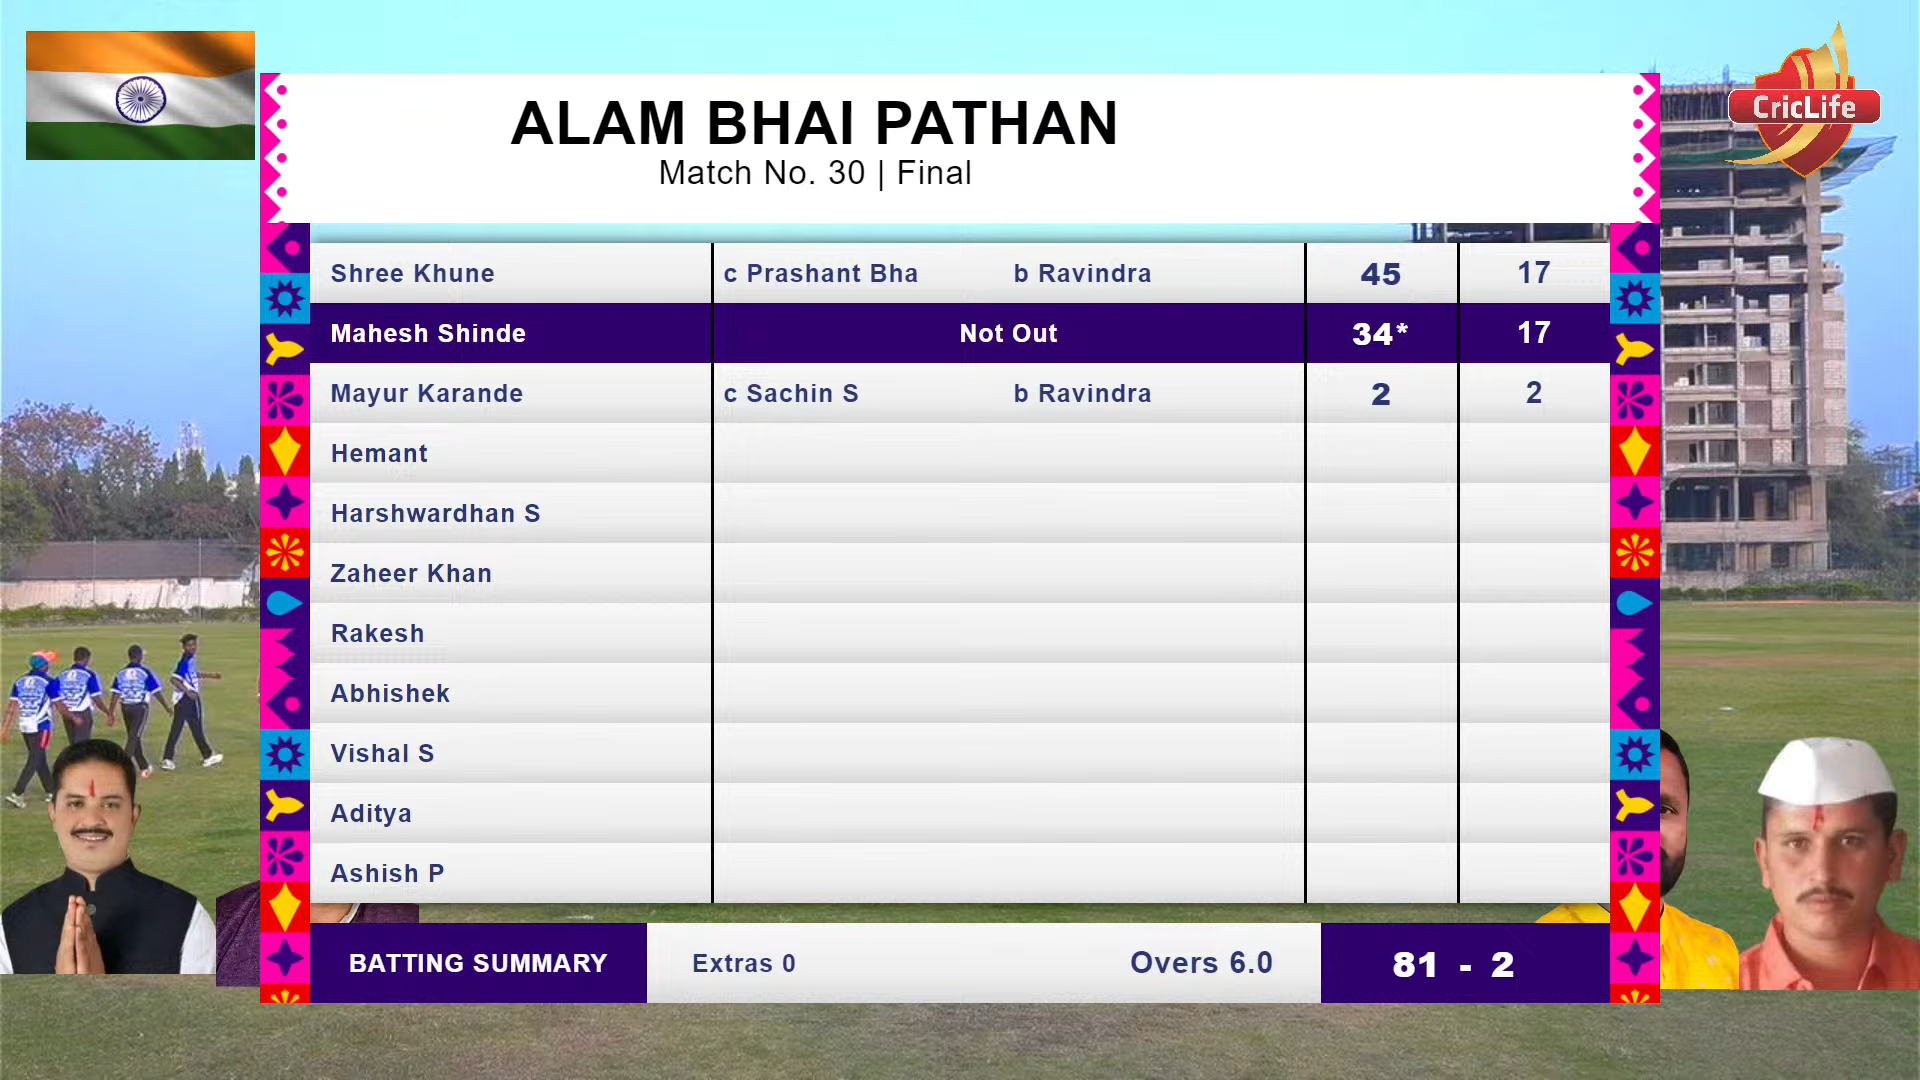 CricLife
ALAM BHAI PATHAN
Match No. 30 | Final
Shree Khune c Prashant Bha b Ravindra 45 17
Mahesh Shinde Not Out 34* 17
Mayur Karande c Sachin S b Ravindra 2 2
Hemant
Harshwardhan S
Zaheer Khan
Rakesh
Abhishek
Vishal S
Aditya
Ashish P
BATTING SUMMARY Extras 0 Overs 6.0 81 - 2